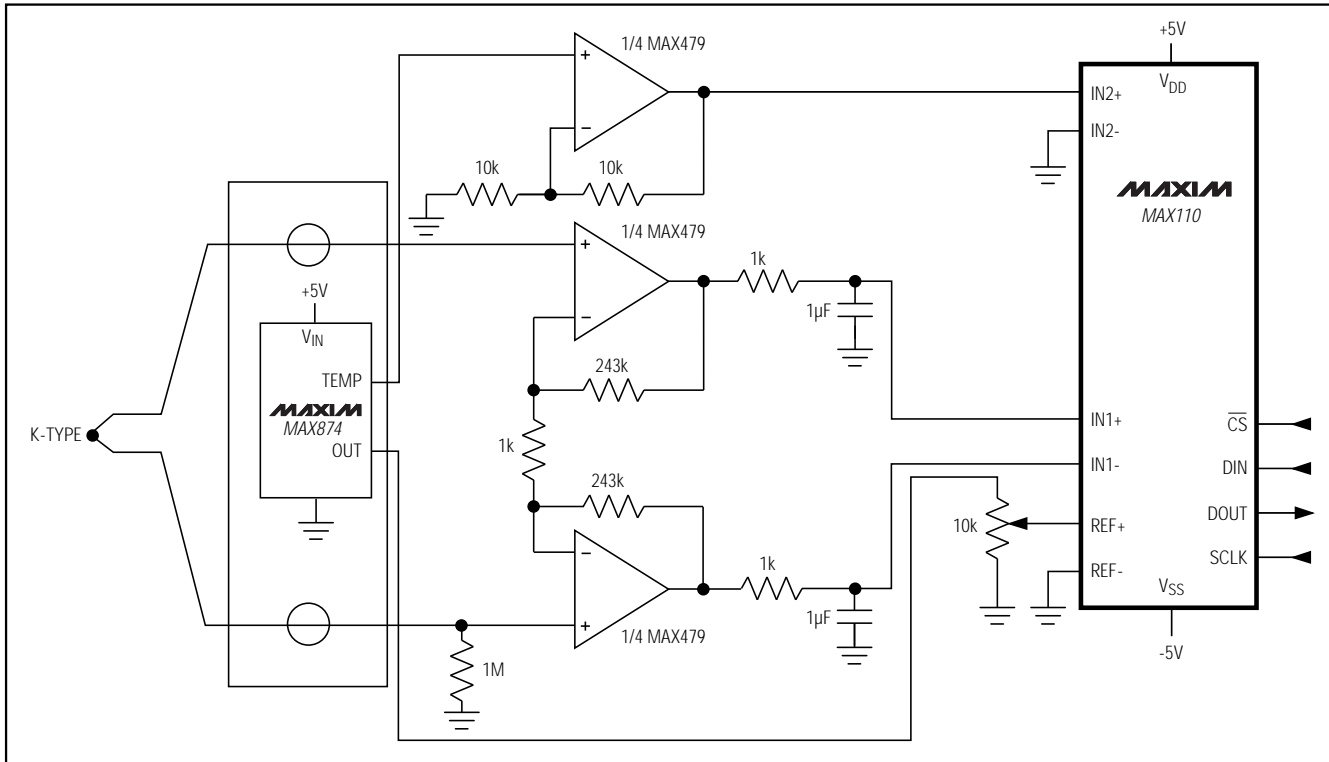 1/4 MAX479
+
−
10k
10k
+5V
VDD
IN2+
IN2-
MAXIM
MAX110
1/4 MAX479
+
−
1k
1µF
243k
+5V
VIN
TEMP
MAXIM
MAX874
OUT
K-TYPE
1k
243k
IN1+
IN1-
CS
DIN
10k
REF+
DOUT
REF-
SCLK
−
+
1k
1µF
1/4 MAX479
1M
VSS
-5V